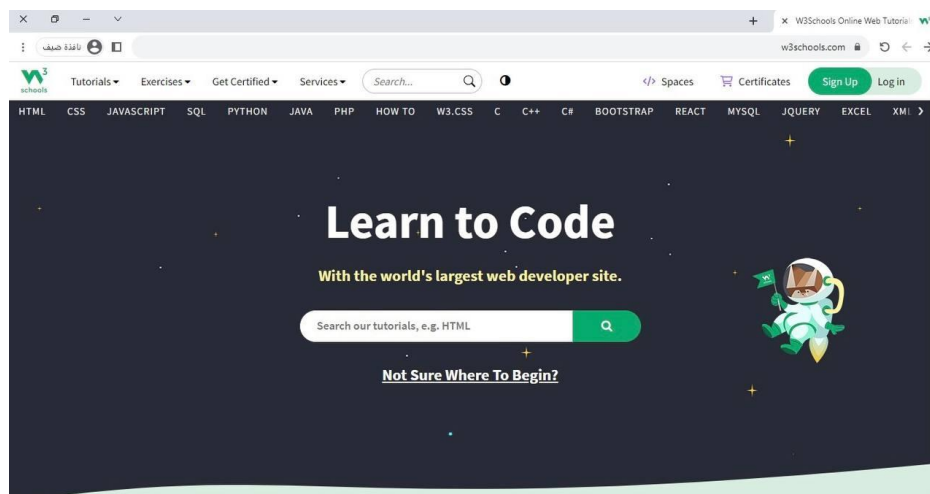 W3Schools Online Web Tutorial
نافذة ضيف
w3schools.com
W3
schools
Tutorials Exercises Get Certified Services Search... Spaces Certificates Sign Up Log in
HTML CSS JAVASCRIPT SQL PYTHON JAVA PHP HOW TO W3.CSS C C++ C# BOOTSTRAP REACT MYSQL JQUERY EXCEL XML
Learn to Code
With the world's largest web developer site.
Search our tutorials, e.g. HTML
Not Sure Where To Begin?